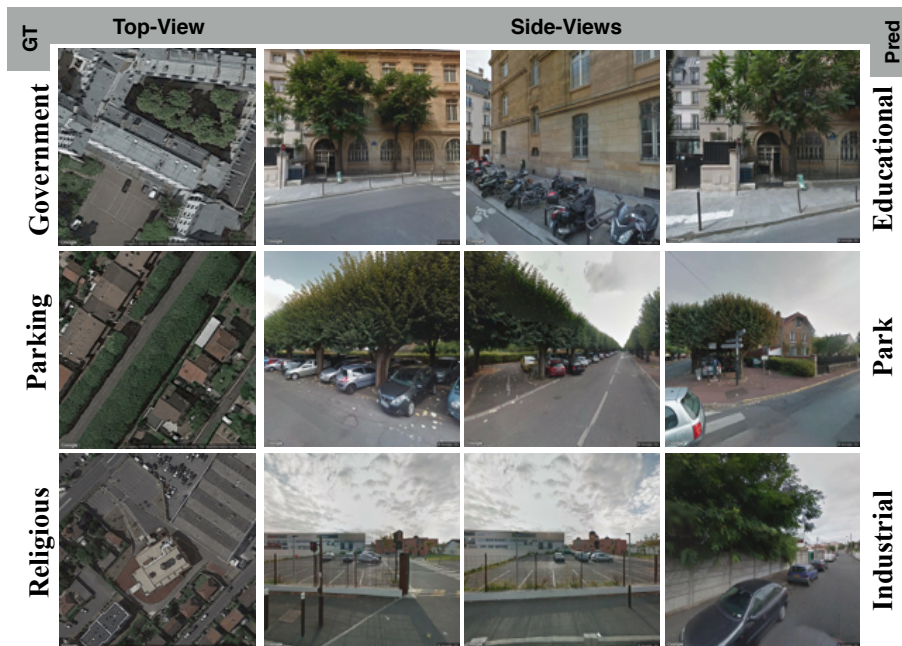 GT
Top-View
Side-Views
Pred
Government
Educational
Parking
Park
Religious
Industrial